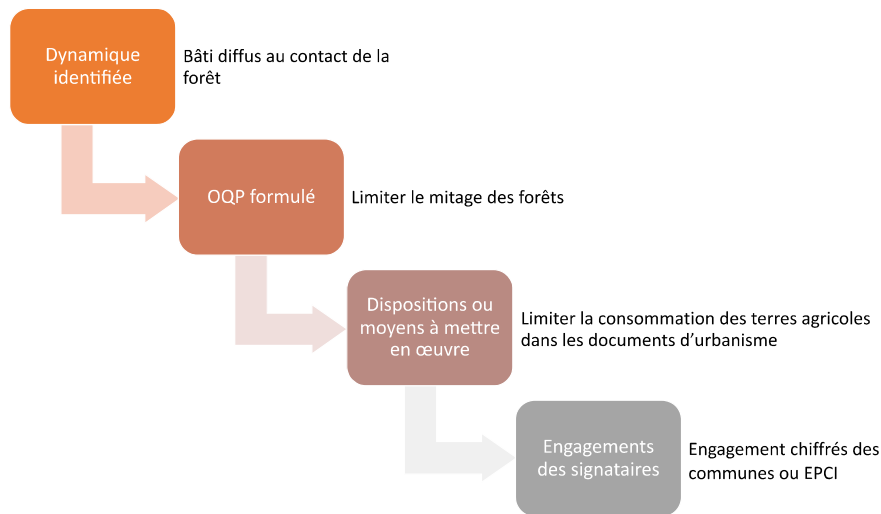 Dynamique
identifiée
Bâti diffus au contact de la
forêt
OQP formulé
Limiter le mitage des forêts
Dispositions ou
moyens à mettre
en œuvre
Limiter la consommation des terres agricoles
dans les documents d’urbanisme
Engagements
des signataires
Engagement chiffrés des
communes ou EPCI